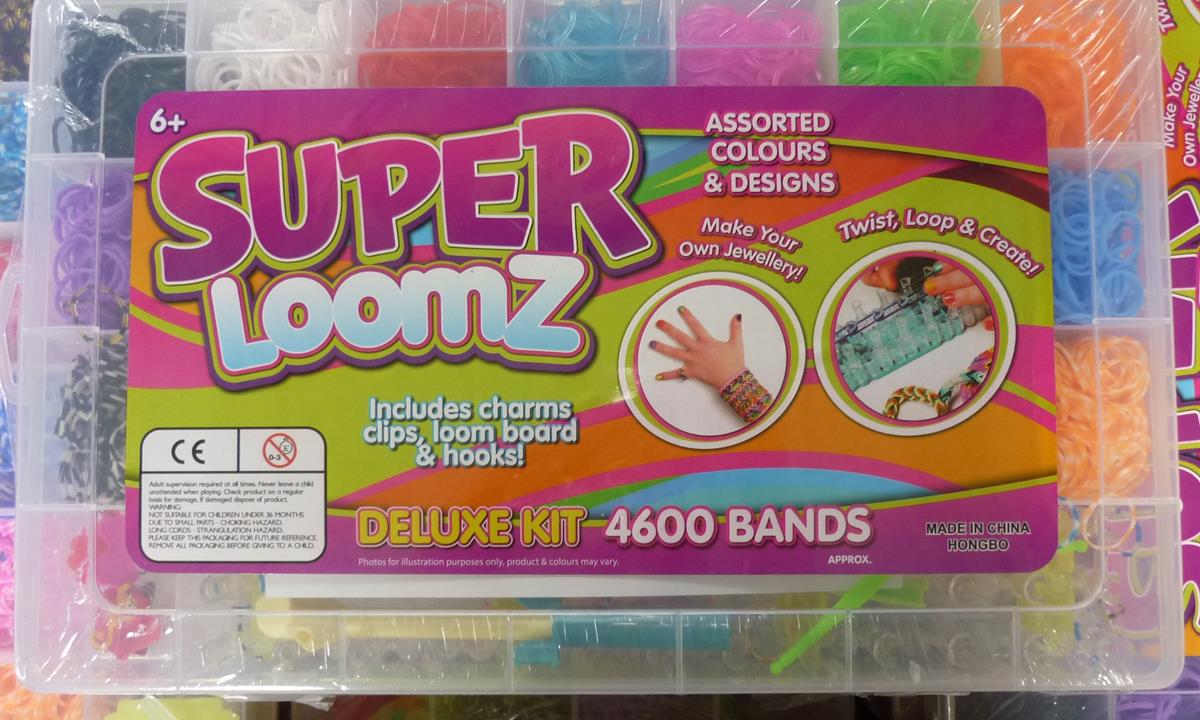 6+
SUPER
LOOMZ
ASSORTED
COLOURS
& DESIGNS
Make Your
Own Jewellery!
Twist, Loop & Create!
Includes charms
clips, loom board
& hooks!
CE
0-3
Adult supervision required at all times. Never leave a child
unattended when playing. Check product on a regular
basis for damage. If damaged dispose of product.
WARNING:
NOT SUITABLE FOR CHILDREN UNDER 36 MONTHS
DUE TO SMALL PARTS - CHOKING HAZARD.
LONG CORDS - STRANGULATION HAZARD.
PLEASE KEEP THIS PACKAGING FOR FUTURE REFERENCE.
REMOVE ALL PACKAGING BEFORE GIVING TO A CHILD.
DELUXE KIT 4600 BANDS
APPROX.
Photos for illustration purposes only, product & colours may vary.
MADE IN CHINA
HONGBO
Make Your
Own Jewelle